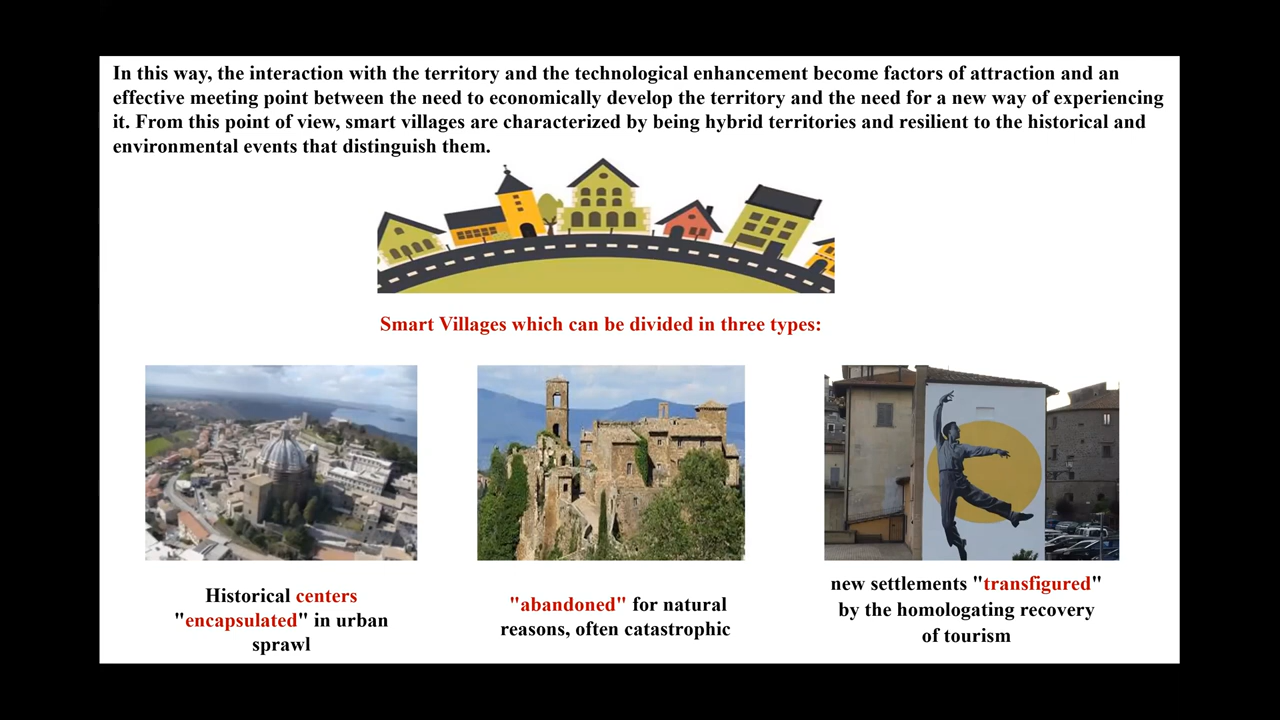 In this way, the interaction with the territory and the technological enhancement become factors of attraction and an
effective meeting point between the need to economically develop the territory and the need for a new way of experiencing
it. From this point of view, smart villages are characterized by being hybrid territories and resilient to the historical and
environmental events that distinguish them.
Smart Villages which can be divided in three types:
Historical centers
"encapsulated" in urban
sprawl
"abandoned" for natural
reasons, often catastrophic
new settlements "transfigured"
by the homologating recovery
of tourism